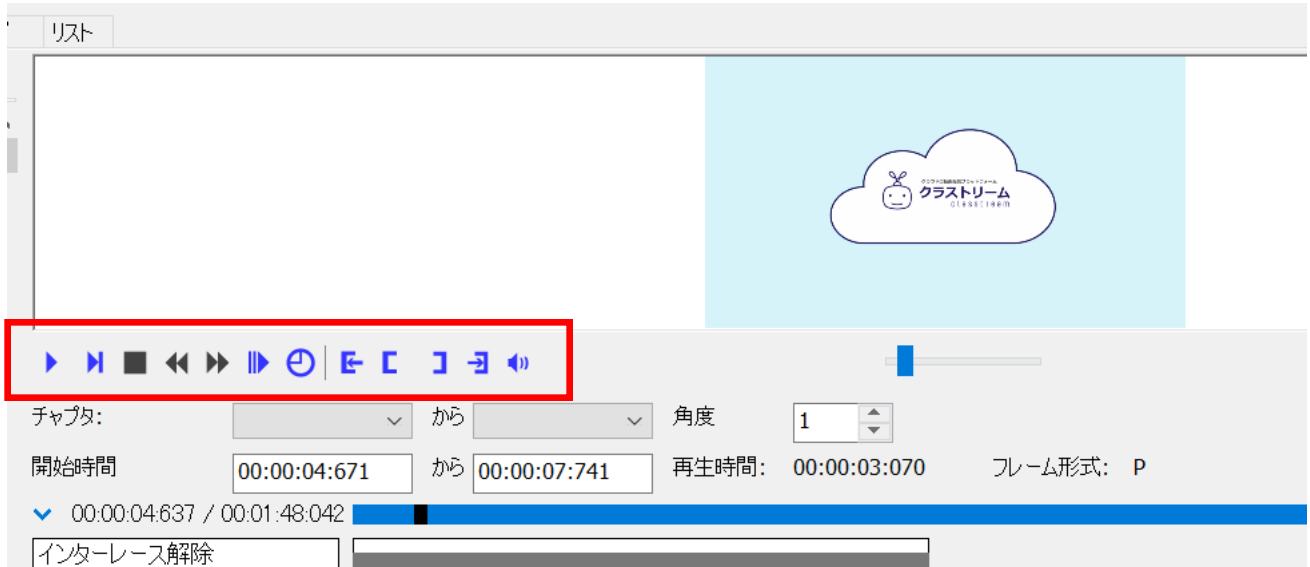 リスト
クラストリーム
classtream
チャプタ: から 角度 1
開始時間 00:00:04:671 から 00:00:07:741 再生時間: 00:00:03:070 フレーム形式: P
00:00:04:637 / 00:01:48:042
インターレース解除